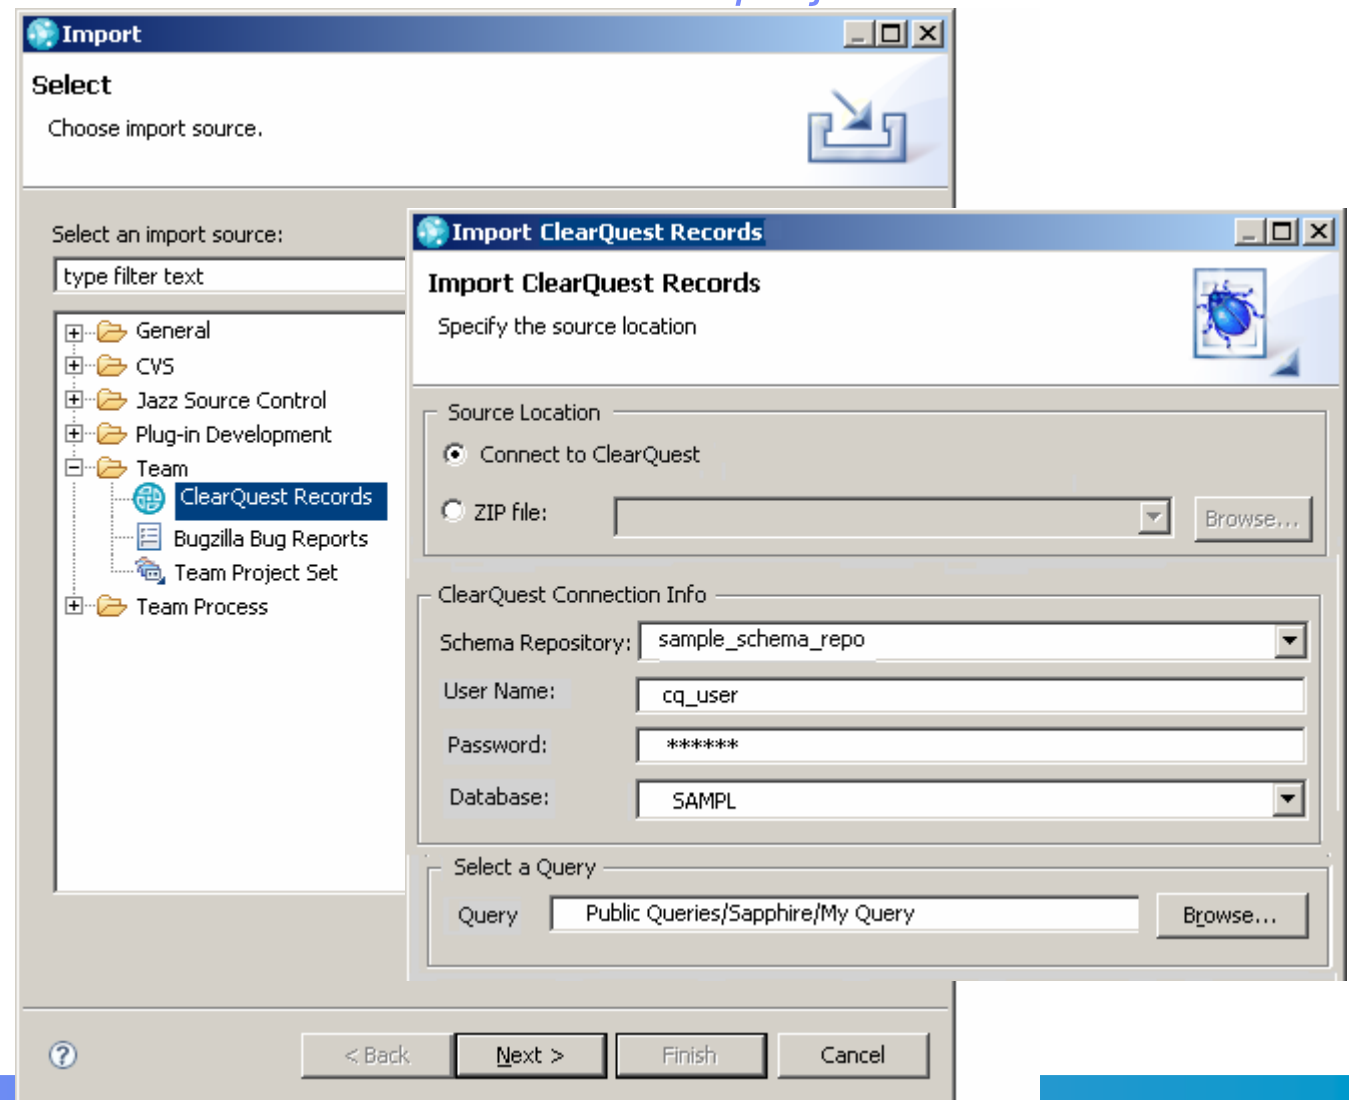 Import
Select
Choose import source.
Select an import source:
type filter text
General
CVS
Jazz Source Control
Plug-in Development
Team
ClearQuest Records
Bugzilla Bug Reports
Team Project Set
Team Process
< Back
Next >
Finish
Cancel
Import ClearQuest Records
Import ClearQuest Records
Specify the source location
Source Location
Connect to ClearQuest
ZIP file:
Browse...
ClearQuest Connection Info
Schema Repository: sample_schema_repo
User Name: cq_user
Password: ******
Database: SAMPL
Select a Query
Query Public Queries/Sapphire/My Query Browse...